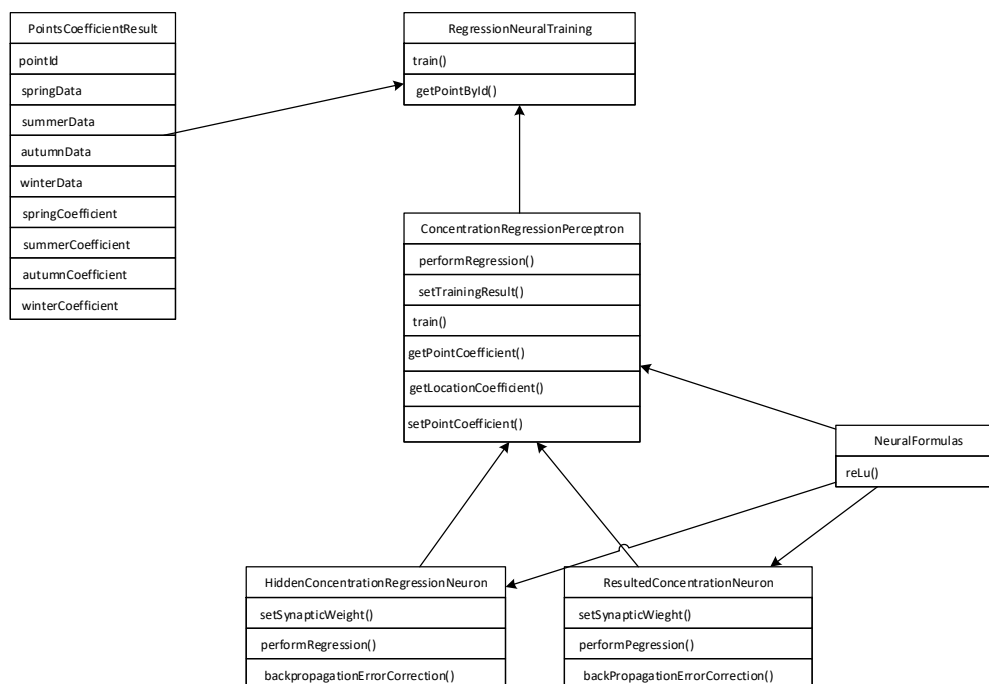 PointsCoefficientResult
pointId
springData
summerData
autumnData
winterData
springCoefficient
summerCoefficient
autumnCoefficient
winterCoefficient
RegressionNeuralTraining
train()
getPointById()
ConcentrationRegressionPerceptron
performRegression()
setTrainingResult()
train()
getPointCoefficient()
getLocationCoefficient()
setPointCoefficient()
NeuralFormulas
reLu()
HiddenConcentrationRegressionNeuron
setSynapticWeight()
performRegression()
backpropagationErrorCorrection()
ResultedConcentrationNeuron
setSynapticWieght()
performPegression()
backPropagationErrorCorrection()